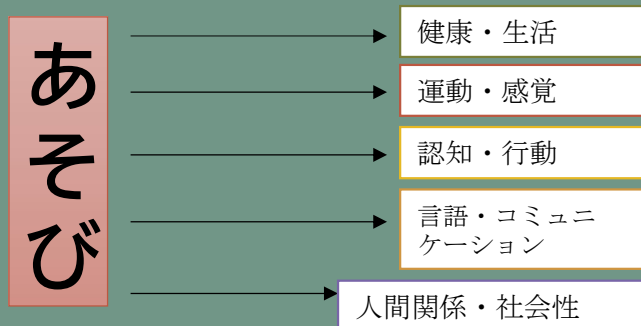 あそび
健康・生活
運動・感覚
認知・行動
言語・コミュニ
ケーション
人間関係・社会性